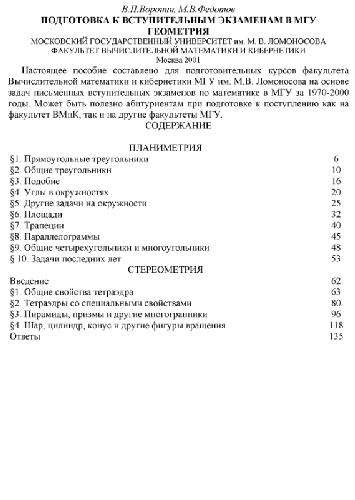 В.П.Воронин, М.В.Федотов
ПОДГОТОВКА К ВСТУПИТЕЛЬНЫМ ЭКЗАМЕНАМ В МГУ
ГЕОМЕТРИЯ
МОСКОВСКИЙ ГОСУДАРСТВЕННЫЙ УНИВЕРСИТЕТ им. М. В. ЛОМОНОСОВА
ФАКУЛЬТЕТ ВЫЧИСЛИТЕЛЬНОЙ МАТЕМАТИКИ И КИБЕРНЕТИКИ
Москва 2001
Настоящее пособие составлено для подготовительных курсов факультета
Вычислительной математики и кибернетики МГУ им. М.В. Ломоносова на основе
задач письменных вступительных экзаменов по математике в МГУ за 1970-2000
годы. Может быть полезно абитуриентам при подготовке к поступлению как на
факультет ВМиК, так и на другие факультеты МГУ.
СОДЕРЖАНИЕ
ПЛАНИМЕТРИЯ
§1. Прямоугольные треугольники 6
§2. Общие треугольники 10
§3. Подобие 16
§4. Углы в окружностях 20
§5. Другие задачи на окружности 25
§6. Площади 32
§7. Трапеции 40
§8. Параллелограммы 45
§9. Общие четырехугольники и многоугольники 48
§ 10. Задачи последних лет 53
СТЕРЕОМЕТРИЯ
Введение 62
§1. Общие свойства тетраэдра 63
§2. Тетраэдры со специальными свойствами 80
§3. Пирамиды, призмы и другие многогранники 96
§4. Шар, цилиндр, конус и другие фигуры вращения 118
Ответы 135